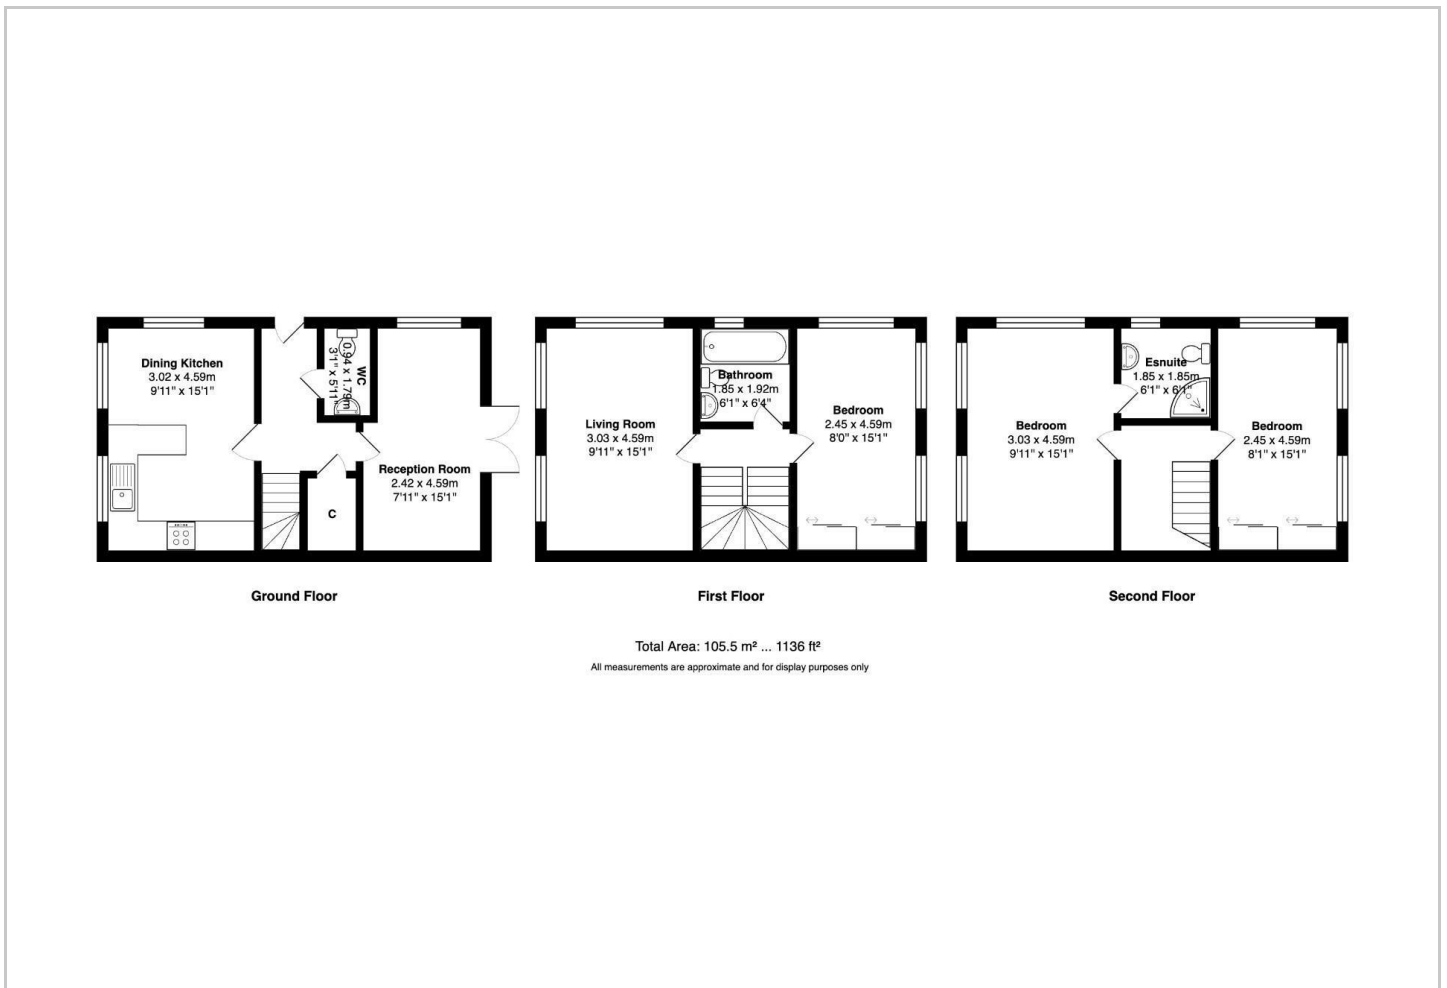 Dining Kitchen
3.02 x 4.59m
9'11" x 15'1"
WC
0.94 x 1.79m
3'1" x 5'11"
Reception Room
2.42 x 4.59m
7'11" x 15'1"
C
Ground Floor
Living Room
3.03 x 4.59m
9'11" x 15'1"
Bathroom
1.85 x 1.92m
6'1" x 6'4"
Bedroom
2.45 x 4.59m
8'0" x 15'1"
First Floor
Bedroom
3.03 x 4.59m
9'11" x 15'1"
Esnuite
1.85 x 1.85m
6'1" x 6'1"
Bedroom
2.45 x 4.59m
8'1" x 15'1"
Second Floor
Total Area: 105.5 m² ... 1136 ft²
All measurements are approximate and for display purposes only